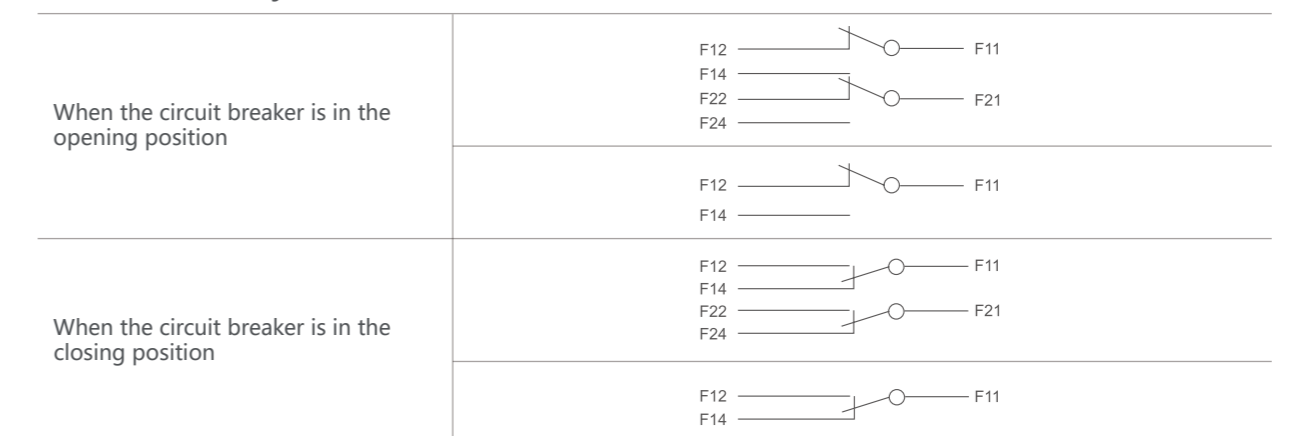 F12 F11
F14
When the circuit breaker is in the
F22 F21
opening position
F24
F12 F11
F14
F12 F11
F14
When the circuit breaker is in the
F22 F21
closing position
F24
F12 F11
F14